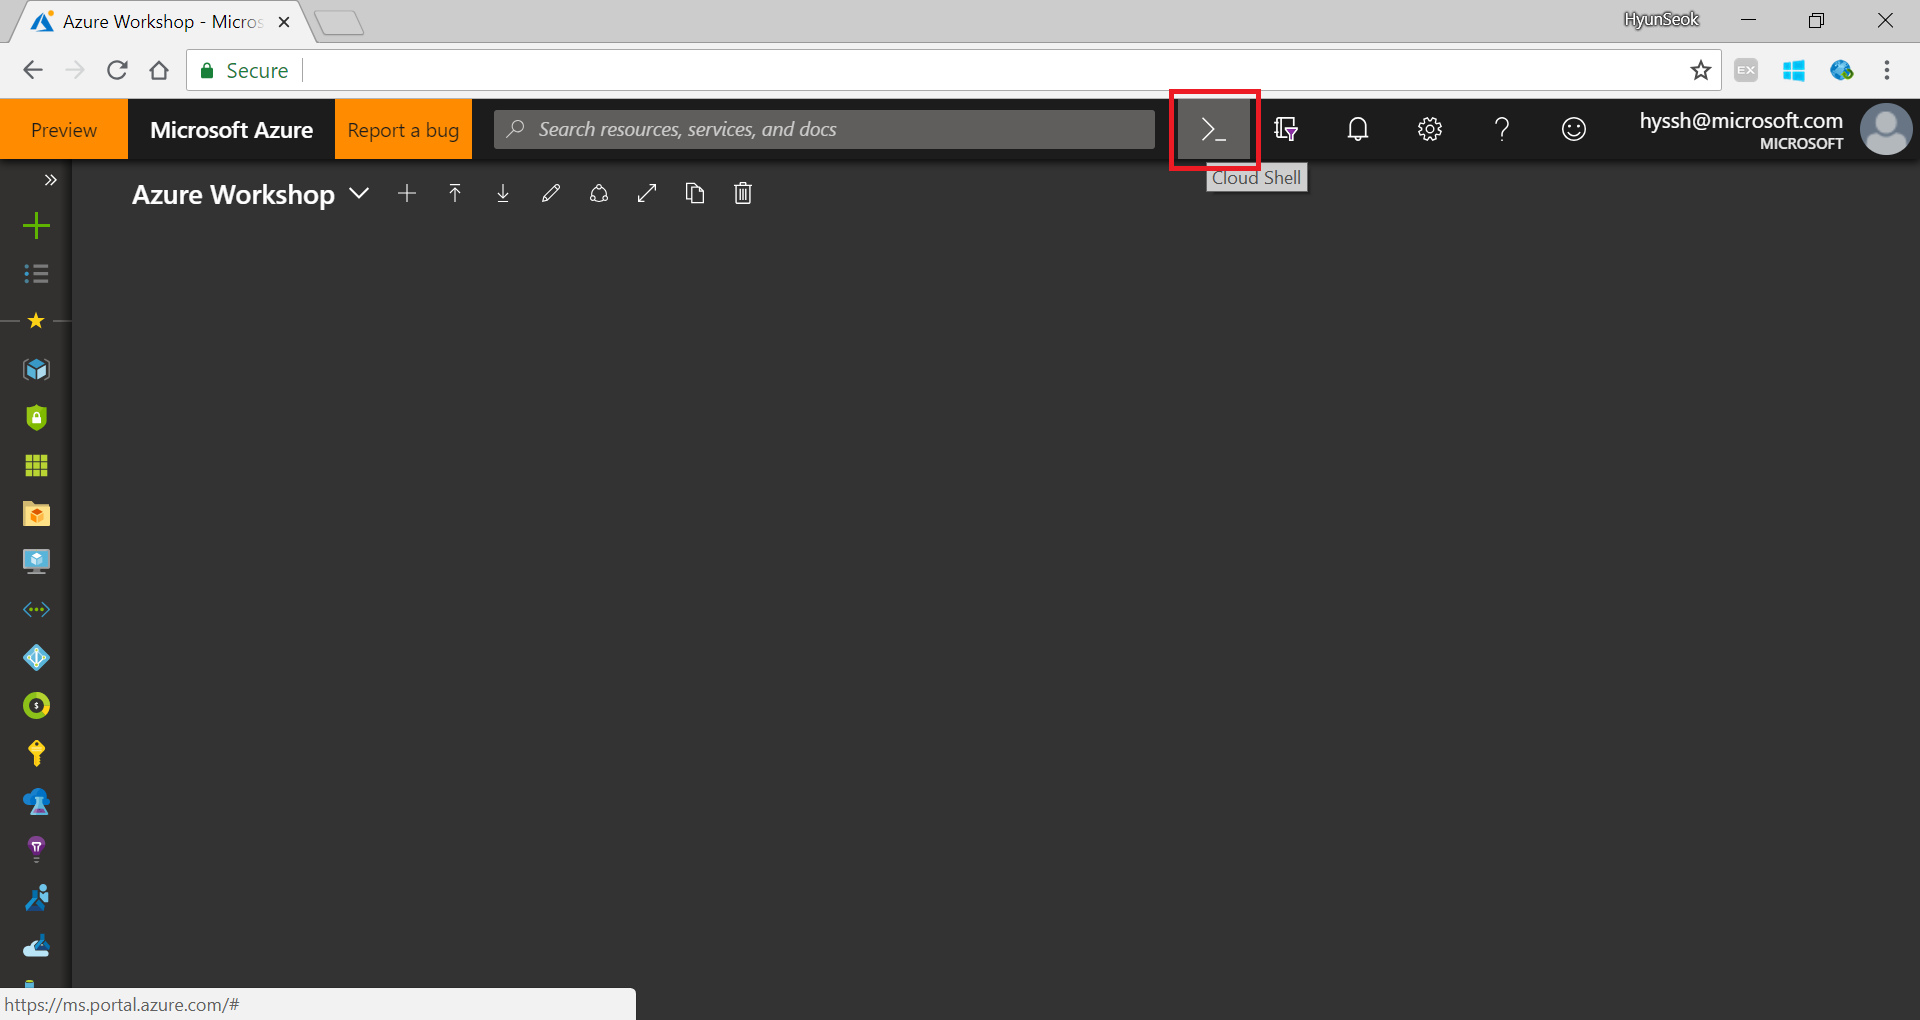 Azure Workshop - Micros
HyunSeok
Secure
EX
Preview
Microsoft Azure
Report a bug
Search resources, services, and docs
hyssh@microsoft.com
MICROSOFT
Cloud Shell
Azure Workshop
https://ms.portal.azure.com/#